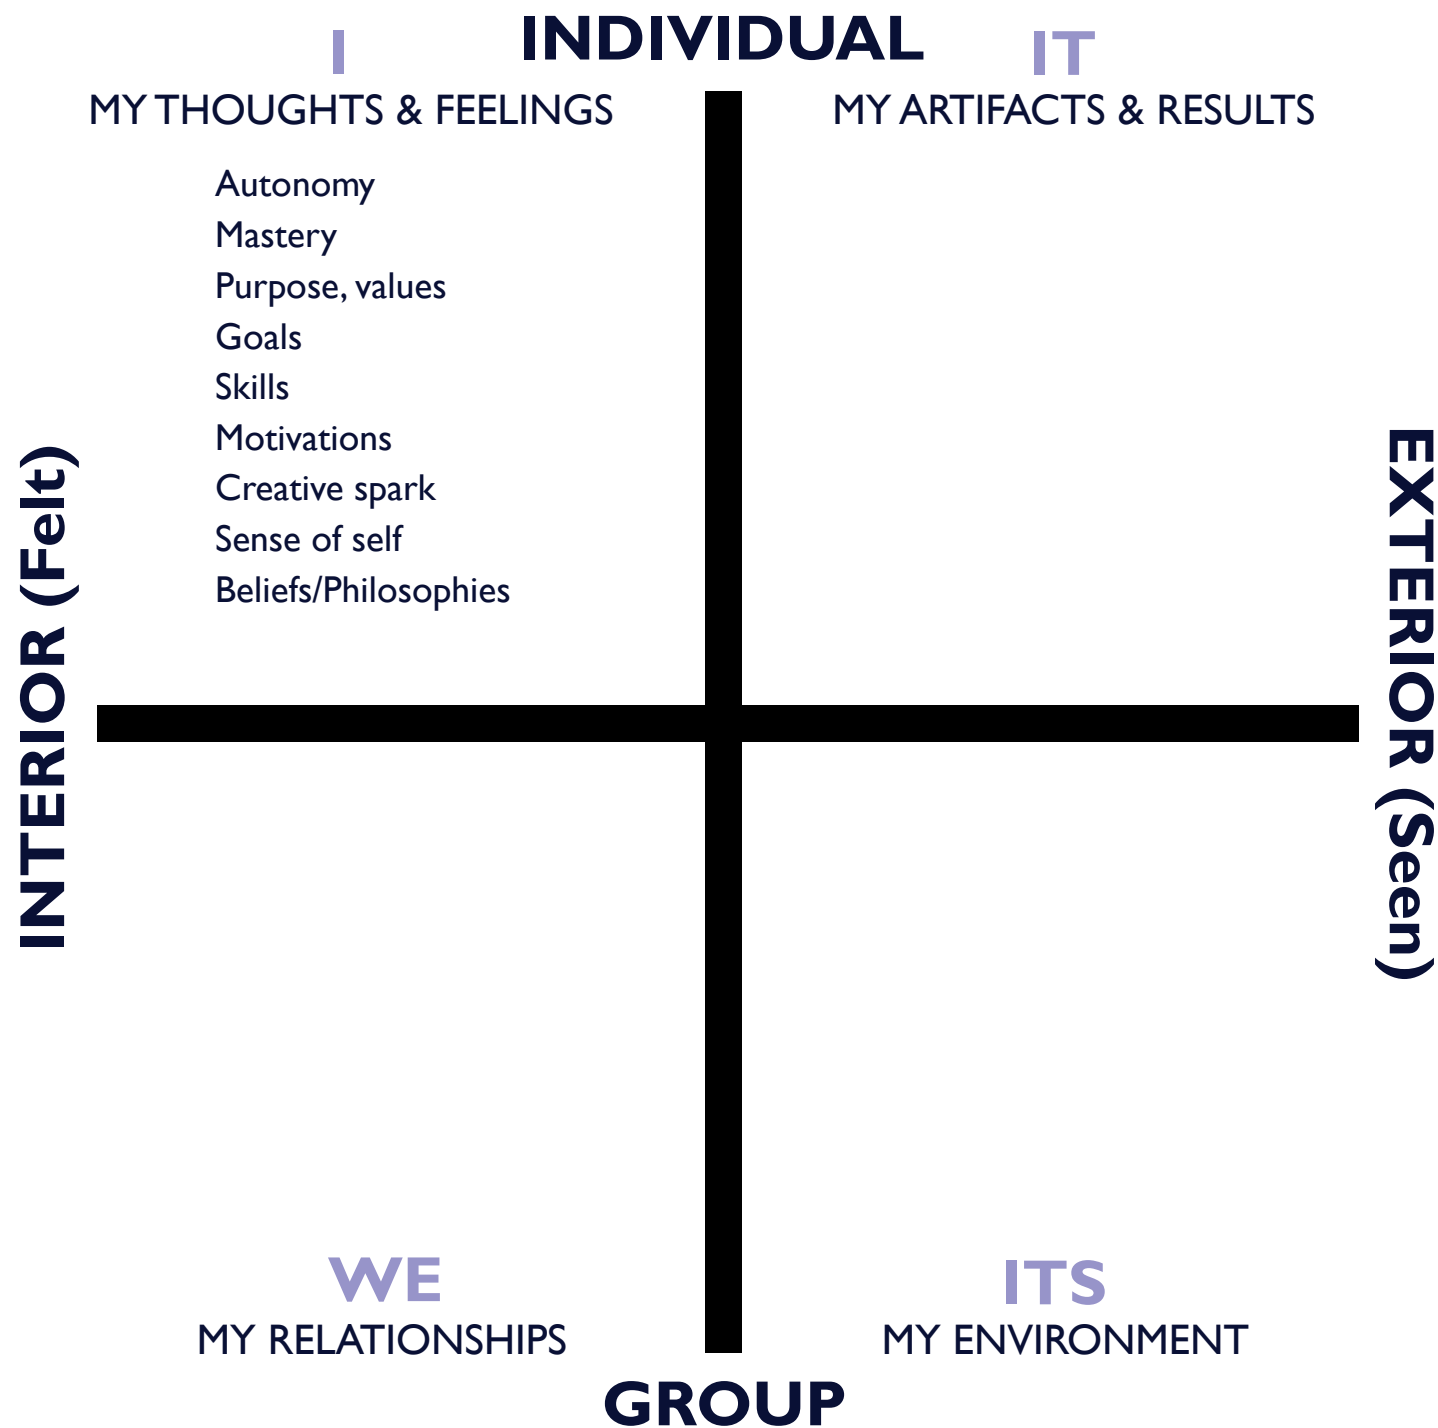 INDIVIDUAL
I
MY THOUGHTS & FEELINGS
IT
MY ARTIFACTS & RESULTS
Autonomy
Mastery
Purpose, values
Goals
Skills
Motivations
Creative spark
Sense of self
Beliefs/Philosophies
INTERIOR (Felt)
EXTERIOR (Seen)
WE
MY RELATIONSHIPS
ITS
MY ENVIRONMENT
GROUP